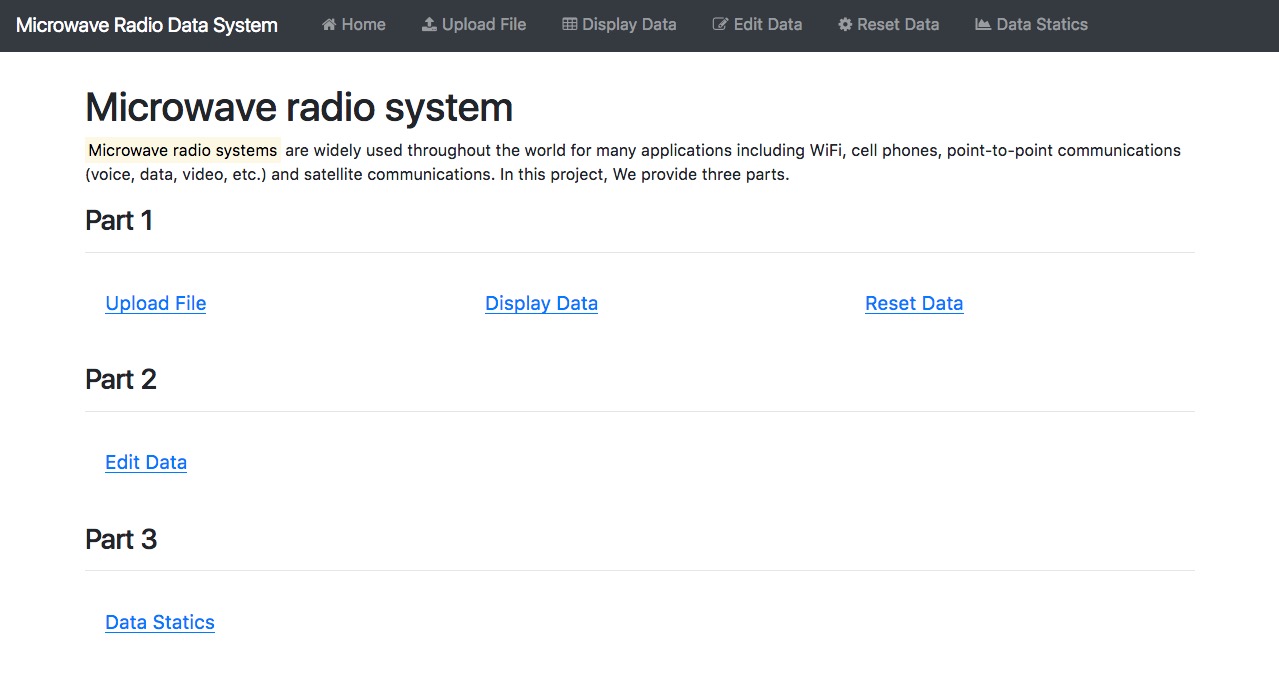 Microwave Radio Data System Home Upload File Display Data Edit Data Reset Data Data Statics
Microwave radio system
Microwave radio systems are widely used throughout the world for many applications including WiFi, cell phones, point-to-point communications
(voice, data, video, etc.) and satellite communications. In this project, We provide three parts.
Part 1
Upload File Display Data Reset Data
Part 2
Edit Data
Part 3
Data Statics